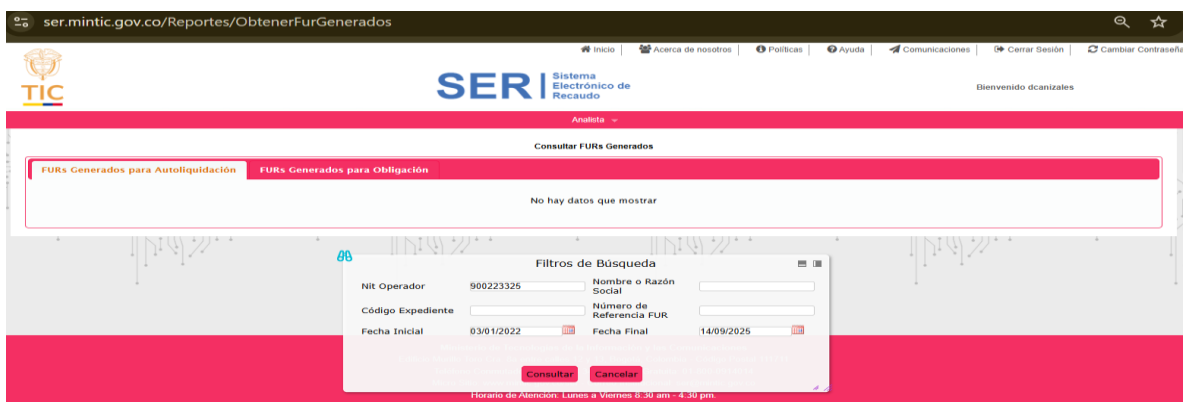 ser.mintic.gov.co/Reportes/ObtenerFurGenerados
Inicio Acerca de nosotros Políticas Ayuda Comunicaciones Cerrar Sesión Cambiar Contraseña
TIC
SER Sistema Electrónico de Recaudo
Bienvenido dcanizales
Analista
Consultar FURs Generados
FURs Generados para Autoliquidación FURs Generados para Obligación
No hay datos que mostrar
Filtros de Búsqueda
Nit Operador 900223325 Nombre o Razón Social
Código Expediente Número de Referencia FUR
Fecha Inicial 03/01/2022 Fecha Final 14/09/2025
Consultar Cancelar
Horario de Atención: Lunes a Viernes 8:30 am - 4:30 pm.